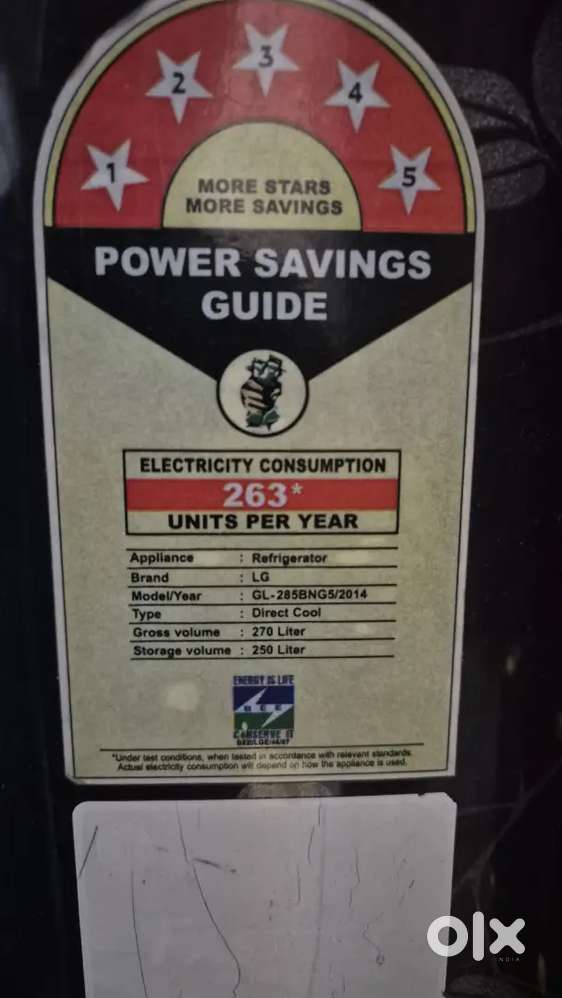 1 2 3 4 5
MORE STARS
MORE SAVINGS
POWER SAVINGS
GUIDE
ELECTRICITY CONSUMPTION
263*
UNITS PER YEAR
Appliance : Refrigerator
Brand : LG
Model/Year : GL-285BNG5/2014
Type : Direct Cool
Gross volume : 270 Liter
Storage volume : 250 Liter
ENERGY IS LIFE
BEE
CONSERVE IT
*Under test conditions, when tested in accordance with relevant standards.
Actual electricity consumption will depend on how the appliance is used.
olx
INDIA